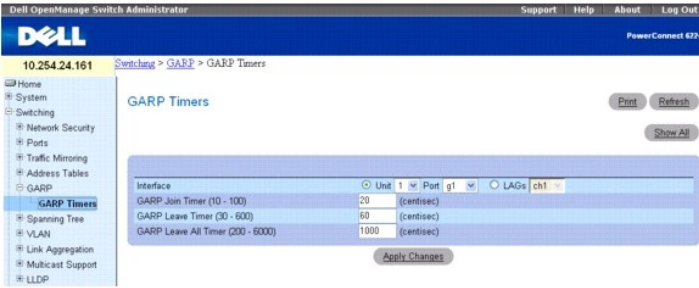 Dell OpenManage Switch Administrator
Support Help About Log Out
DELL
PowerConnect 622
10.254.24.161
Switching > GARP > GARP Timers
Home
System
Switching
Network Security
Ports
Traffic Mirroring
Address Tables
GARP
GARP Timers
Spanning Tree
VLAN
Link Aggregation
Multicast Support
LLDP
GARP Timers
Print Refresh
Show All
Interface Unit 1 Port g1 LAGs ch1
GARP Join Timer (10 - 100) 20 (centisec)
GARP Leave Timer (30 - 600) 60 (centisec)
GARP Leave All Timer (200 - 6000) 1000 (centisec)
Apply Changes